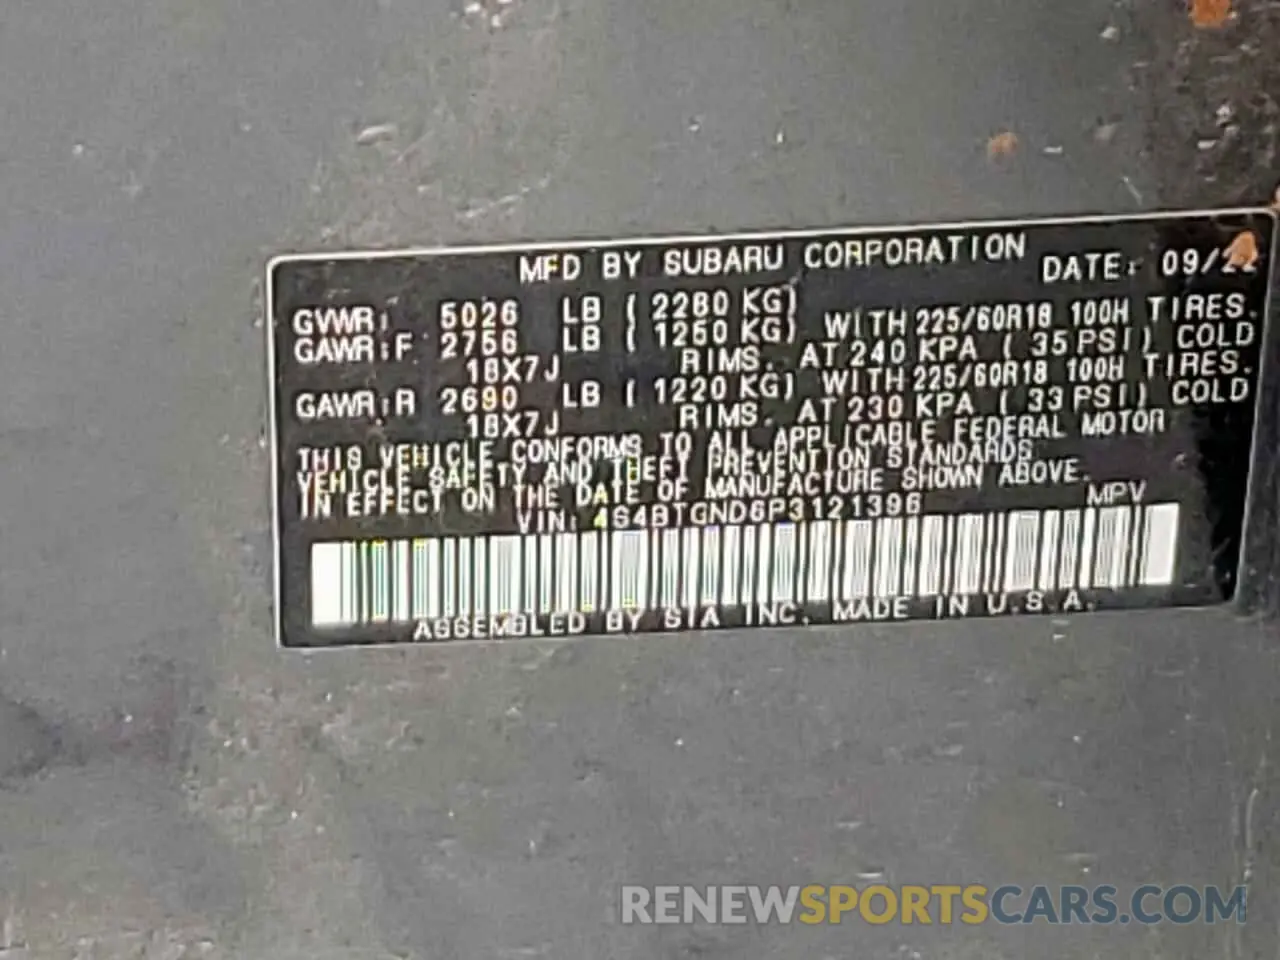 MFD BY SUBARU CORPORATION DATE: 09/22
GVWR: 5026 LB ( 2280 KG)
GAWR:F 2756 LB ( 1250 KG) WITH 225/60R18 100H TIRES.
18X7J RIMS. AT 240 KPA ( 35 PSI) COLD
GAWR:R 2690 LB ( 1220 KG) WITH 225/60R18 100H TIRES.
18X7J RIMS. AT 230 KPA ( 33 PSI) COLD
THIS VEHICLE CONFORMS TO ALL APPLICABLE FEDERAL MOTOR
VEHICLE SAFETY AND THEFT PREVENTION STANDARDS
IN EFFECT ON THE DATE OF MANUFACTURE SHOWN ABOVE.
VIN: 4S4BTGND6P3121396 MPV
ASSEMBLED BY SIA INC. MADE IN U.S.A.
RENEWSPORTSCARS.COM